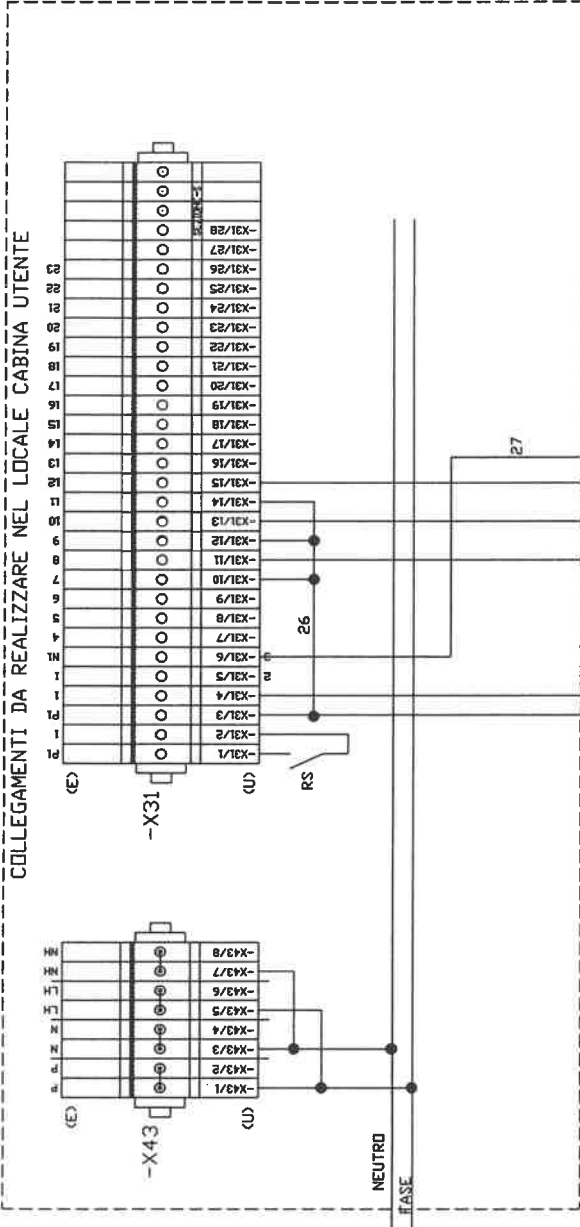 COLLEGAMENTI DA REALIZZARE NEL LOCALE CABINA UTENTE
(E)
P
P
N
N
LH
LH
NH
NH
-X43
-X43/1
-X43/2
-X43/3
-X43/4
-X43/5
-X43/6
-X43/7
-X43/8
(U)
(E)
P1
1
P1
1
1
N1
4
5
6
7
8
9
10
11
12
13
14
15
16
17
18
19
20
21
22
23
-X31
-X31/1
-X31/2
-X31/3
-X31/4
-X31/5
-X31/6
-X31/7
-X31/8
-X31/9
-X31/10
-X31/11
-X31/12
-X31/13
-X31/14
-X31/15
-X31/16
-X31/17
-X31/18
-X31/19
-X31/20
-X31/21
-X31/22
-X31/23
-X31/24
-X31/25
-X31/26
-X31/27
-X31/28
(U)
2
3
RS
26
27
NEUTRO
FASE